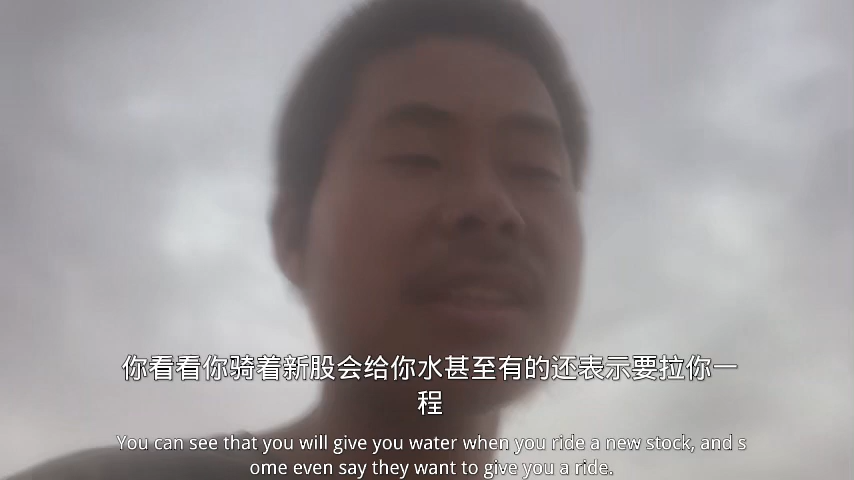 你看看你骑着新股会给你水甚至有的还表示要拉你一
程
You can see that you will give you water when you ride a new stock, and s
ome even say they want to give you a ride.